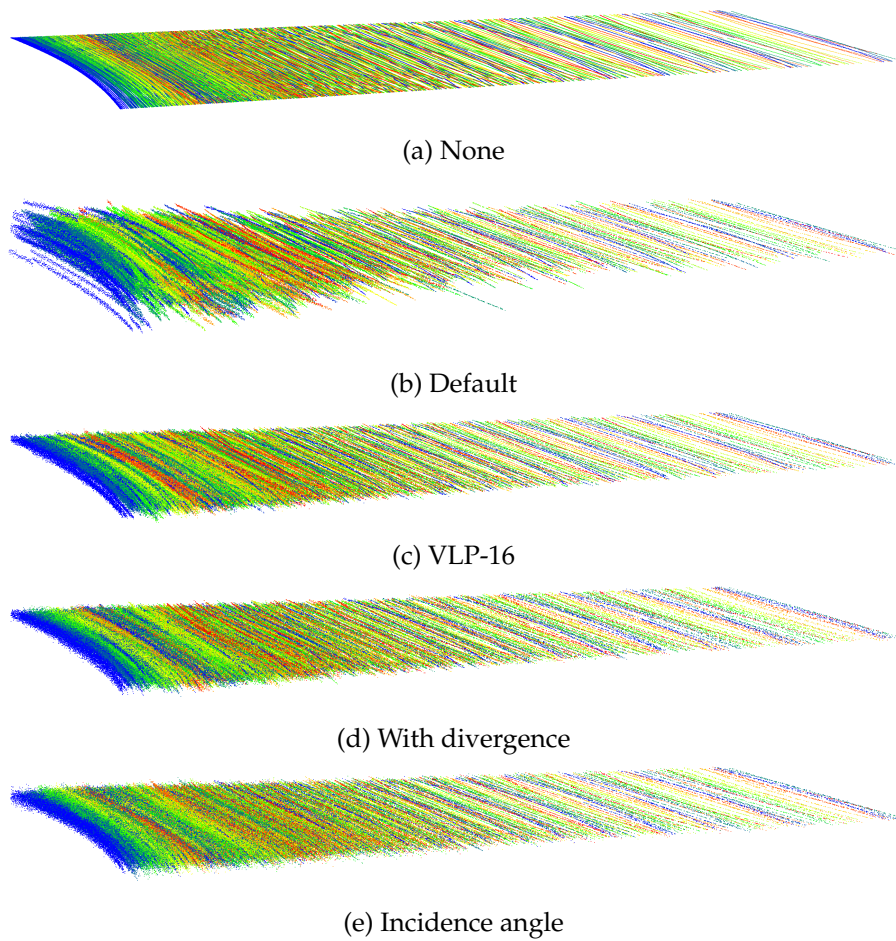 (a) None
(b) Default
(c) VLP-16
(d) With divergence
(e) Incidence angle